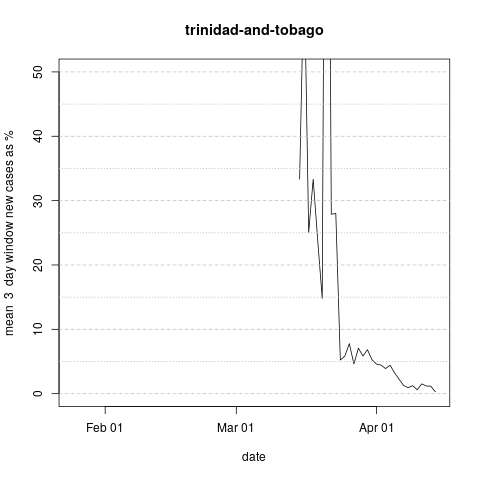 trinidad-and-tobago
mean  3  day window new cases as %
50
40
30
20
10
0
Feb 01
Mar 01
Apr 01
date